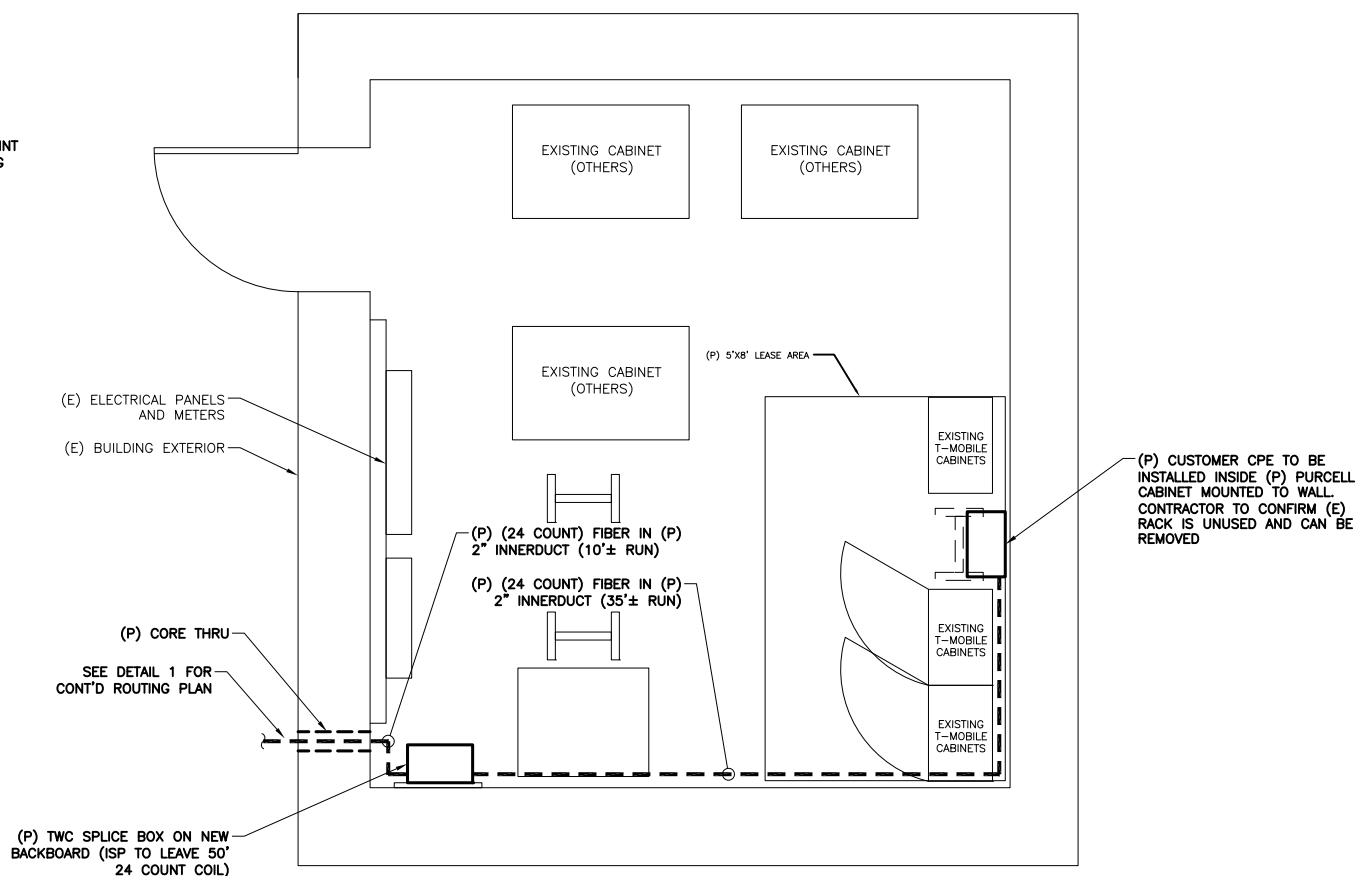 INT
G
EXISTING CABINET
(OTHERS)
EXISTING CABINET
(OTHERS)
EXISTING CABINET
(OTHERS)
(P) 5'X8' LEASE AREA
(E) ELECTRICAL PANELS
AND METERS
(E) BUILDING EXTERIOR
EXISTING
T-MOBILE
CABINETS
(P) CUSTOMER CPE TO BE
INSTALLED INSIDE (P) PURCELL
CABINET MOUNTED TO WALL.
CONTRACTOR TO CONFIRM (E)
RACK IS UNUSED AND CAN BE
REMOVED
(P) (24 COUNT) FIBER IN (P)
2" INNERDUCT (10'± RUN)
(P) (24 COUNT) FIBER IN (P)
2" INNERDUCT (35'± RUN)
EXISTING
T-MOBILE
CABINETS
EXISTING
T-MOBILE
CABINETS
(P) CORE THRU
SEE DETAIL 1 FOR
CONT'D ROUTING PLAN
(P) TWC SPLICE BOX ON NEW
BACKBOARD (ISP TO LEAVE 50'
24 COUNT COIL)